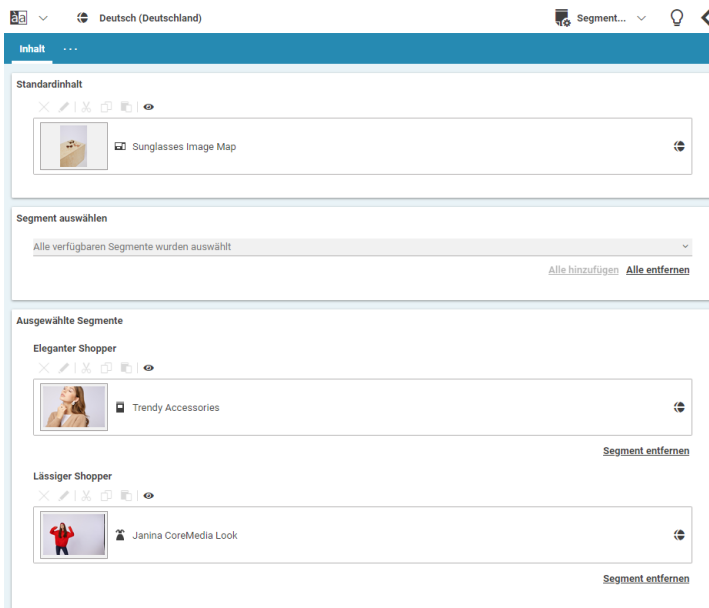 àa
Deutsch (Deutschland)
Segment...
Inhalt ...
Standardinhalt
Sunglasses Image Map
Segment auswählen
Alle verfügbaren Segmente wurden auswählt
Alle hinzufügen Alle entfernen
Ausgewählte Segmente
Eleganter Shopper
Trendy Accessories
Segment entfernen
Lässiger Shopper
Janina CoreMedia Look
Segment entfernen